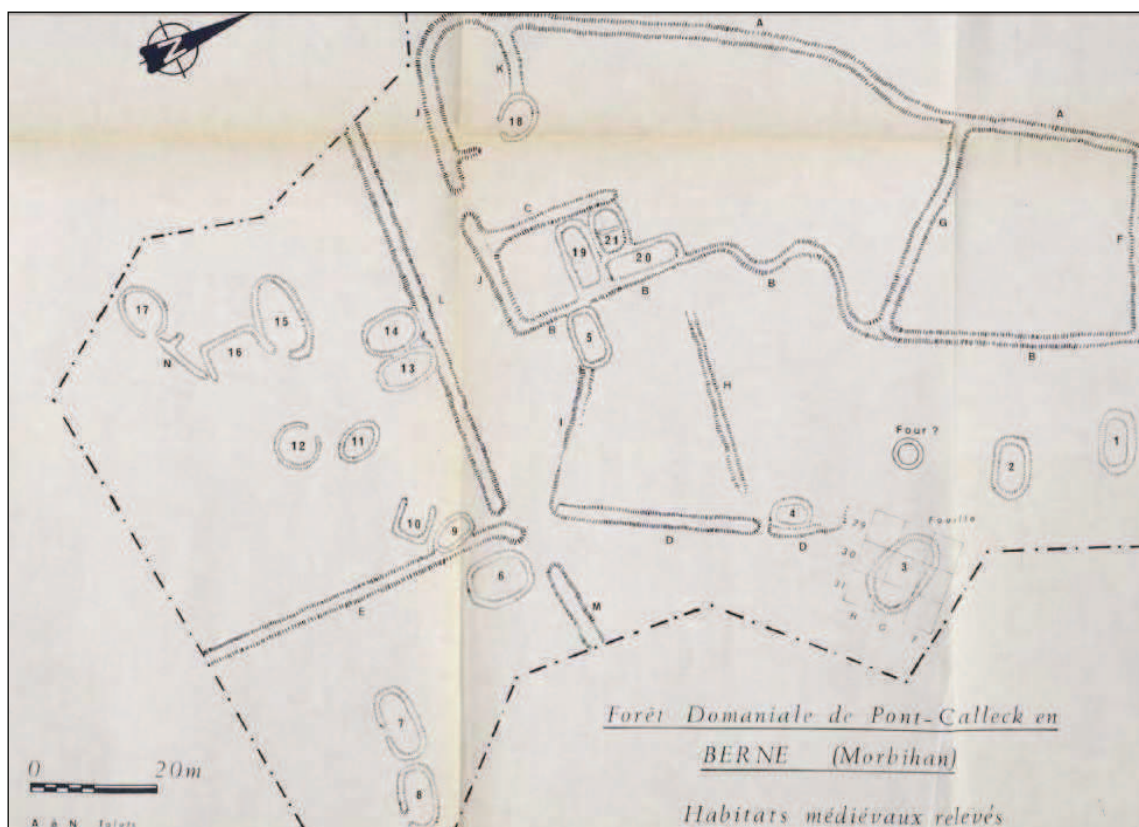 N
A
K
J
18
A
C
G
F
19
21
20
L
J
B
B
B
17
15
14
N
16
5
13
B
I
H
12
11
Four ?
1
2
10
9
4
29
Fouille
D
D
30
3
6
31
E
M
H
G
F
7
8
Forêt Domaniale de Pont-Calleck en
BERNE (Morbihan)
Habitats médiévaux relevés
0 20m
A à N Talus